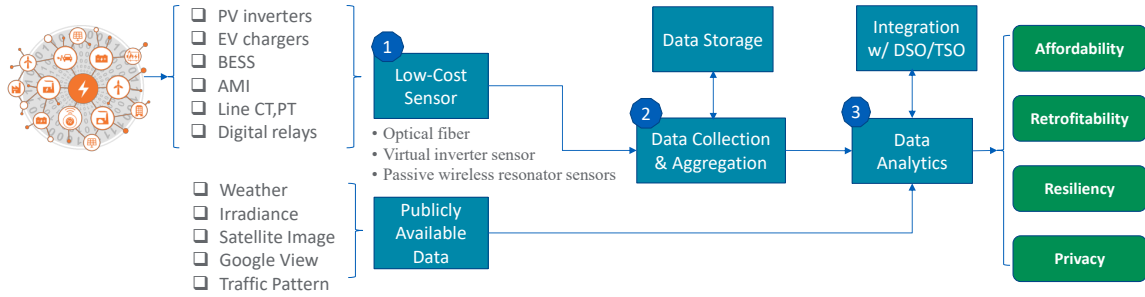 PV inverters
EV chargers
BESS
AMI
Line CT,PT
Digital relays
1
Low-Cost
Sensor
• Optical fiber
• Virtual inverter sensor
• Passive wireless resonator sensors
Weather
Irradiance
Satellite Image
Google View
Traffic Pattern
Publicly
Available
Data
Data Storage
2
Data Collection
& Aggregation
Integration
w/ DSO/TSO
3
Data
Analytics
Affordability
Retrofitability
Resiliency
Privacy